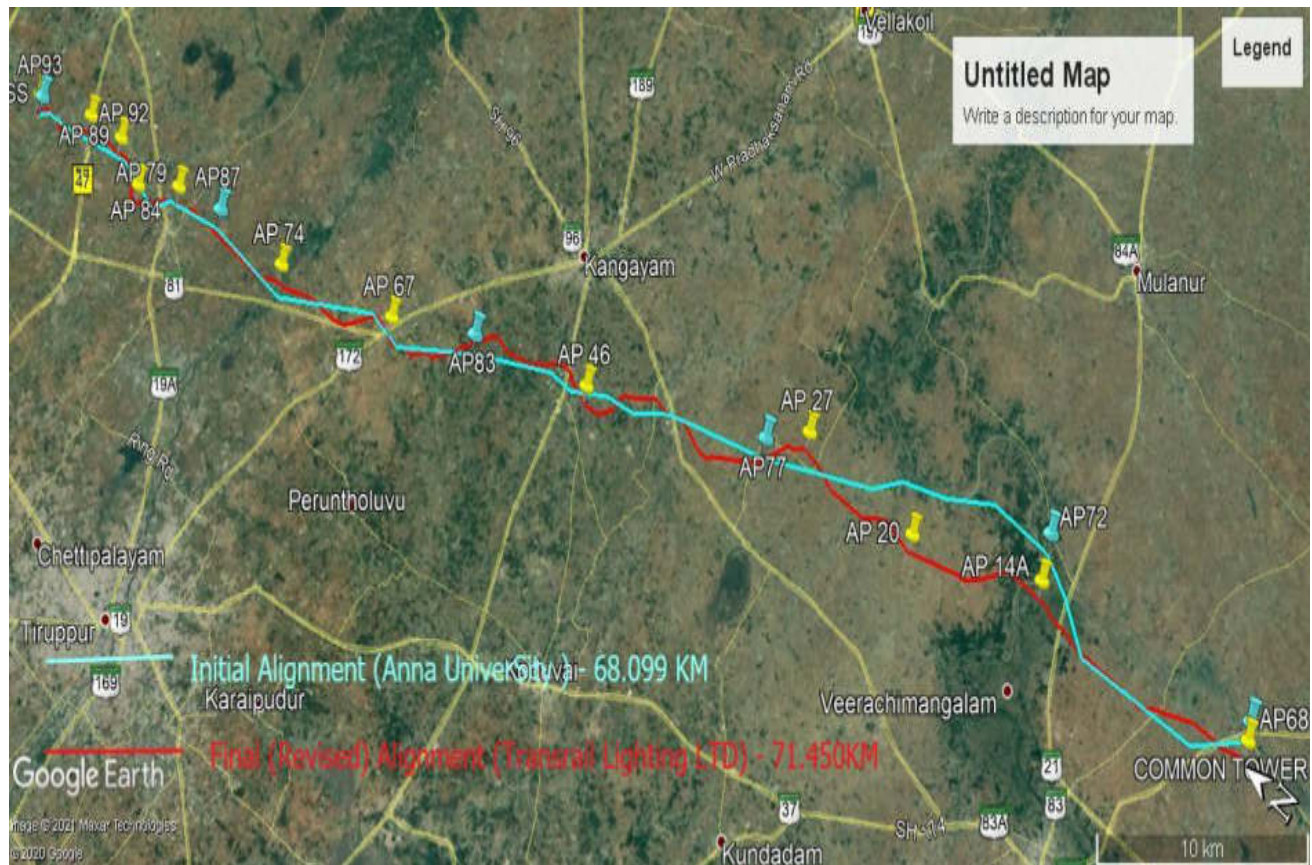 Vellakoil
197
Untitled Map
Write a description for your map.
Legend
AP93
SS
AP 92
AP 89
189
SH-96
W Pradhaksanam Rd
47
AP 79
AP87
AP 84
AP 74
96
Kangayam
84A
Mulanur
81
AP 67
172
AP83
AP 46
19A
AP77
AP 27
Ring Rd
Peruntholuvu
AP 20
AP72
AP 14A
Chettipalayam
Tiruppur
19
Initial Alignment (Anna University) - 68.099 KM
169
Karaipudur
Veerachimangalam
AP68
Final (Revised) Alignment (Transrail Lighting LTD) - 71.450KM
Google Earth
COMMON TOWER
21
N
Image © 2021 Maxar Technologies
© 2020 Google
37
83
83A
10 km
Kundadam